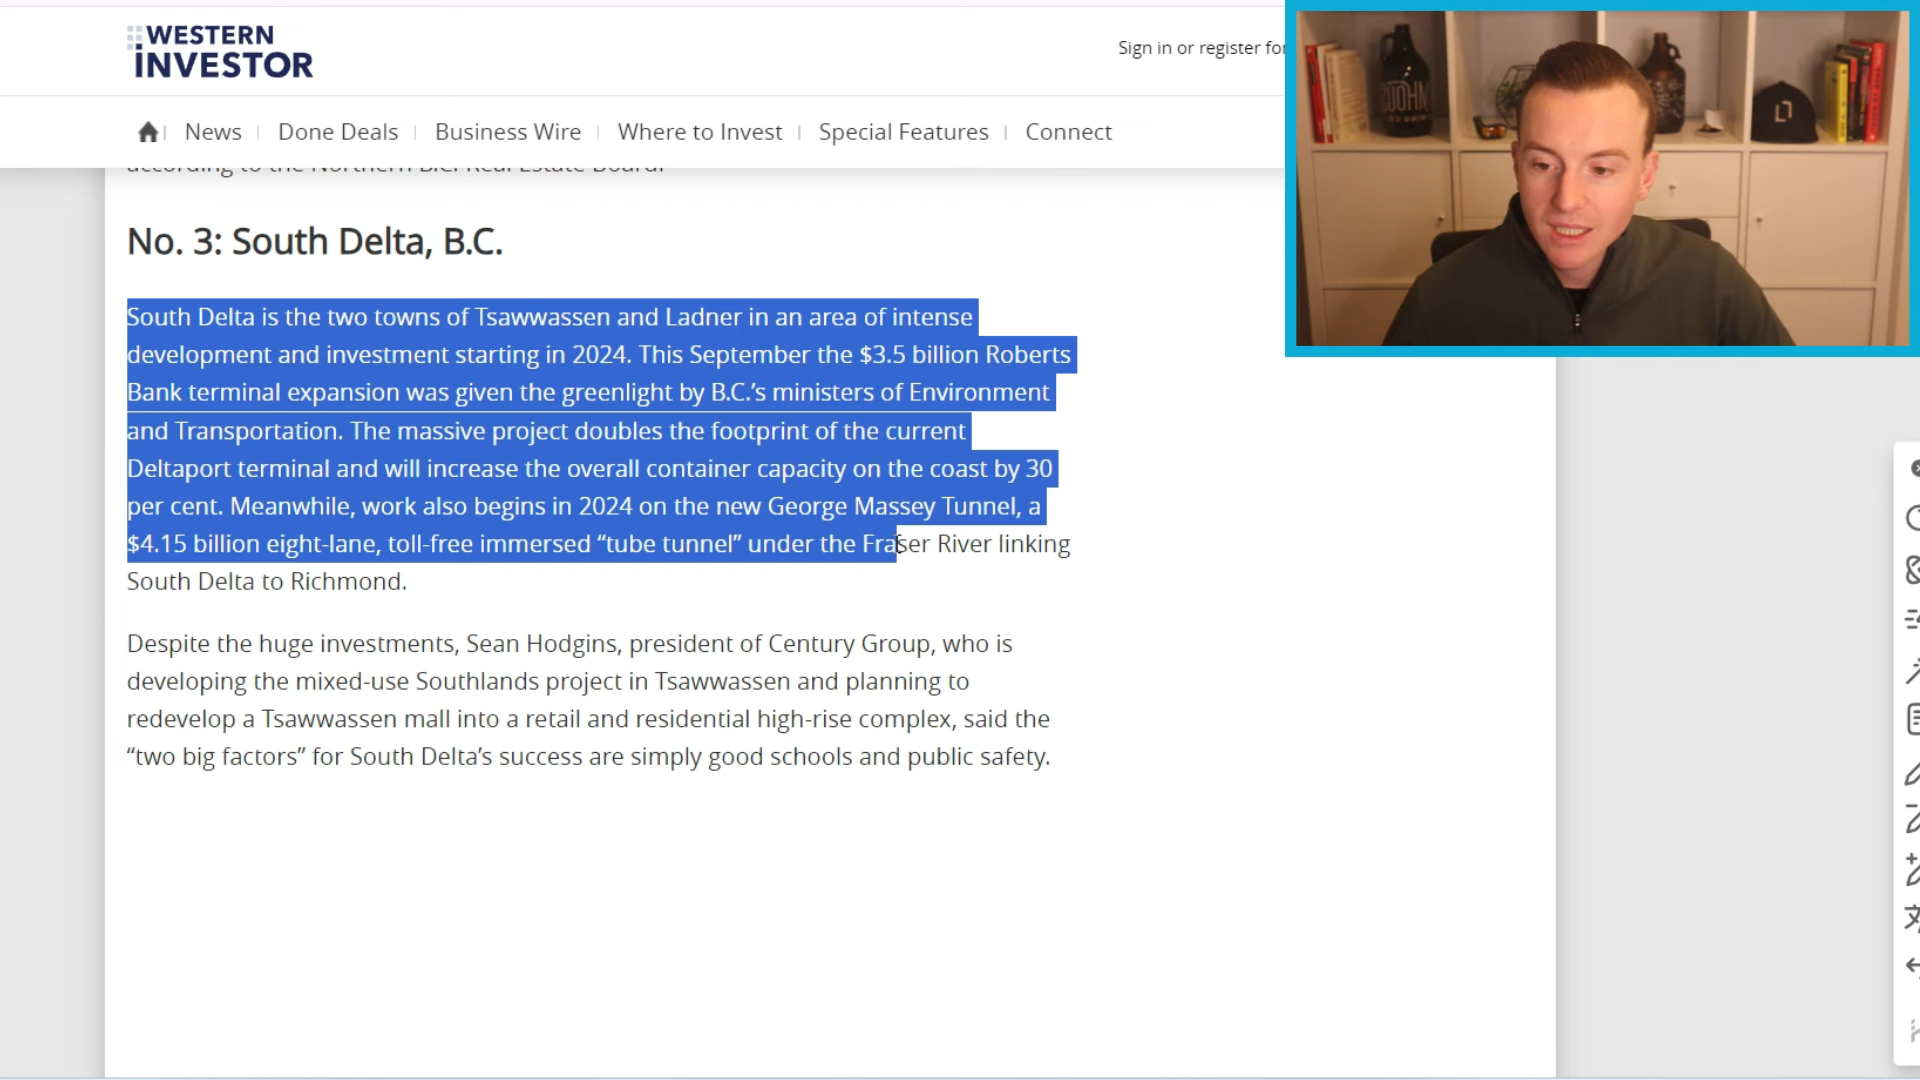 WESTERN
INVESTOR
Sign in or register for
News
Done Deals
Business Wire
Where to Invest
Special Features
Connect
according to the Northern B.C. Real Estate Board.
No. 3: South Delta, B.C.
South Delta is the two towns of Tsawwassen and Ladner in an area of intense
development and investment starting in 2024. This September the $3.5 billion Roberts
Bank terminal expansion was given the greenlight by B.C.’s ministers of Environment
and Transportation. The massive project doubles the footprint of the current
Deltaport terminal and will increase the overall container capacity on the coast by 30
per cent. Meanwhile, work also begins in 2024 on the new George Massey Tunnel, a
$4.15 billion eight-lane, toll-free immersed “tube tunnel” under the Fraser River linking
South Delta to Richmond.
Despite the huge investments, Sean Hodgins, president of Century Group, who is
developing the mixed-use Southlands project in Tsawwassen and planning to
redevelop a Tsawwassen mall into a retail and residential high-rise complex, said the
“two big factors” for South Delta’s success are simply good schools and public safety.